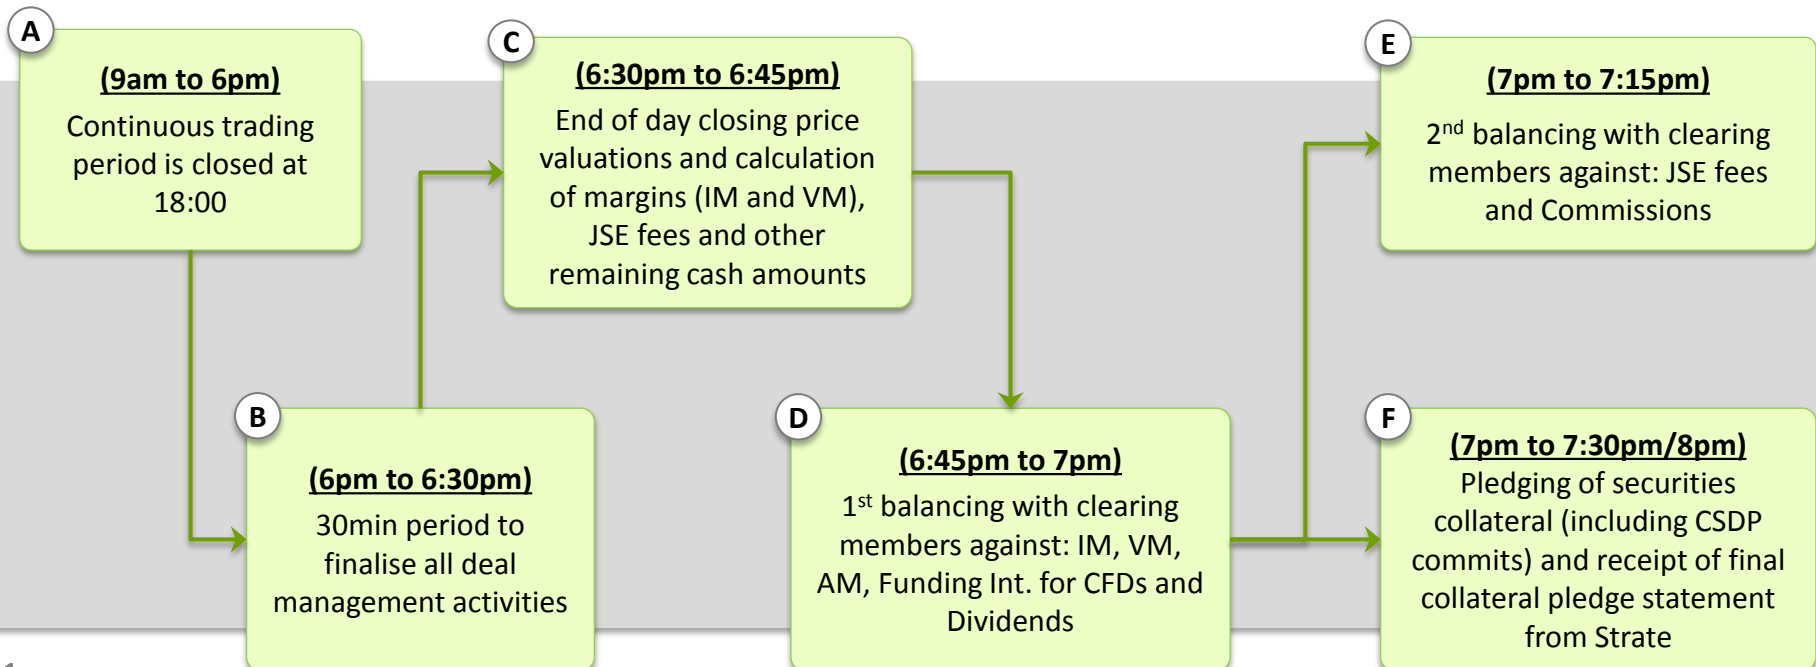 A
(9am to 6pm)
Continuous trading
period is closed at
18:00
B
(6pm to 6:30pm)
30min period to
finalise all deal
management activities
C
(6:30pm to 6:45pm)
End of day closing price
valuations and calculation
of margins (IM and VM),
JSE fees and other
remaining cash amounts
D
(6:45pm to 7pm)
1st balancing with clearing
members against: IM, VM,
AM, Funding Int. for CFDs and
Dividends
E
(7pm to 7:15pm)
2nd balancing with clearing
members against: JSE fees
and Commissions
F
(7pm to 7:30pm/8pm)
Pledging of securities
collateral (including CSDP
commits) and receipt of final
collateral pledge statement
from Strate